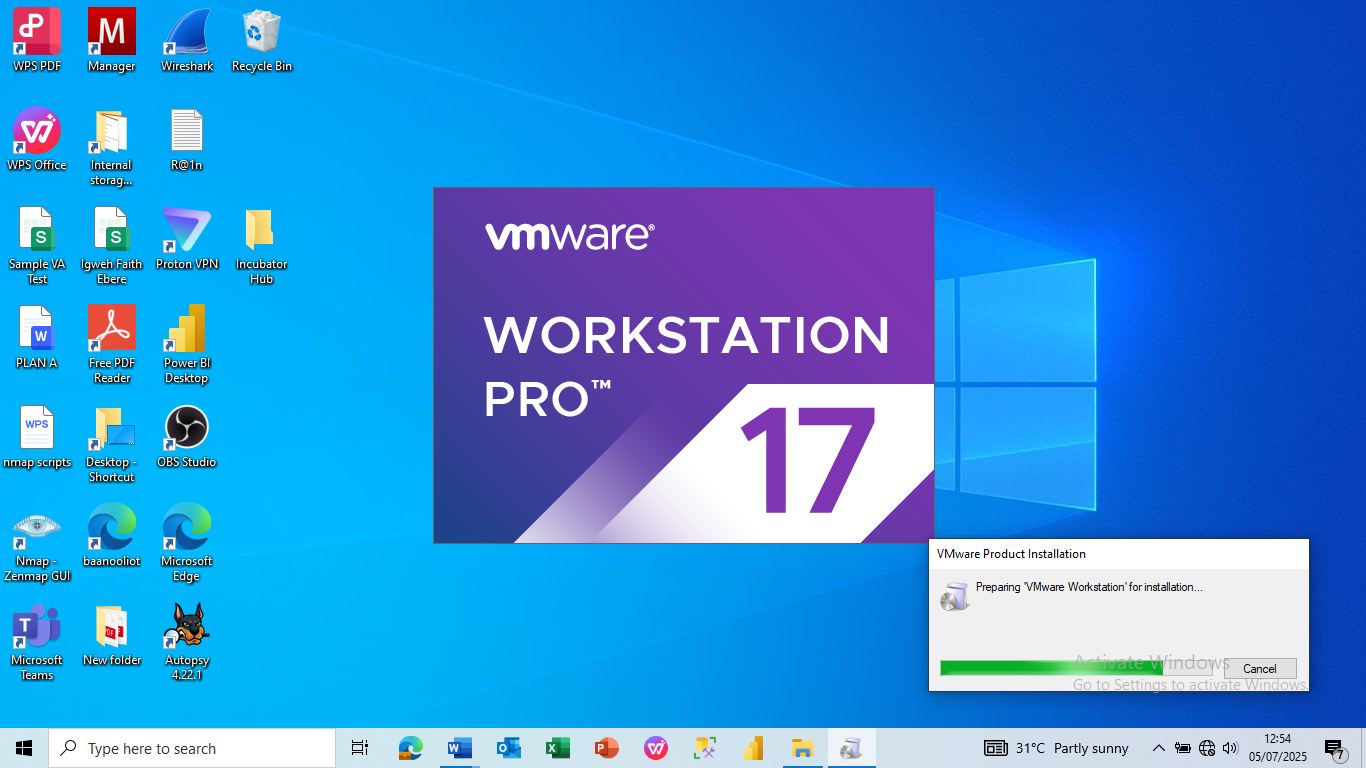 WPS PDF
Manager
Wireshark
Recycle Bin
WPS Office
Internal
storag...
R@1n
Sample VA
Test
Igweh Faith
Ebere
Proton VPN
Incubator
Hub
PLAN A
Free PDF
Reader
Power BI
Desktop
WPS
nmap scripts
Desktop -
Shortcut
OBS Studio
Nmap -
Zenmap GUI
baanooliot
Microsoft
Edge
Microsoft
Teams
New folder
Autopsy
4.22.1
vmware®
WORKSTATION
PRO™
17
VMware Product Installation
Preparing 'VMware Workstation' for installation...
Cancel
Activate Windows
Go to Settings to activate Windows.
Type here to search
31°C Partly sunny
12:54
05/07/2025
7